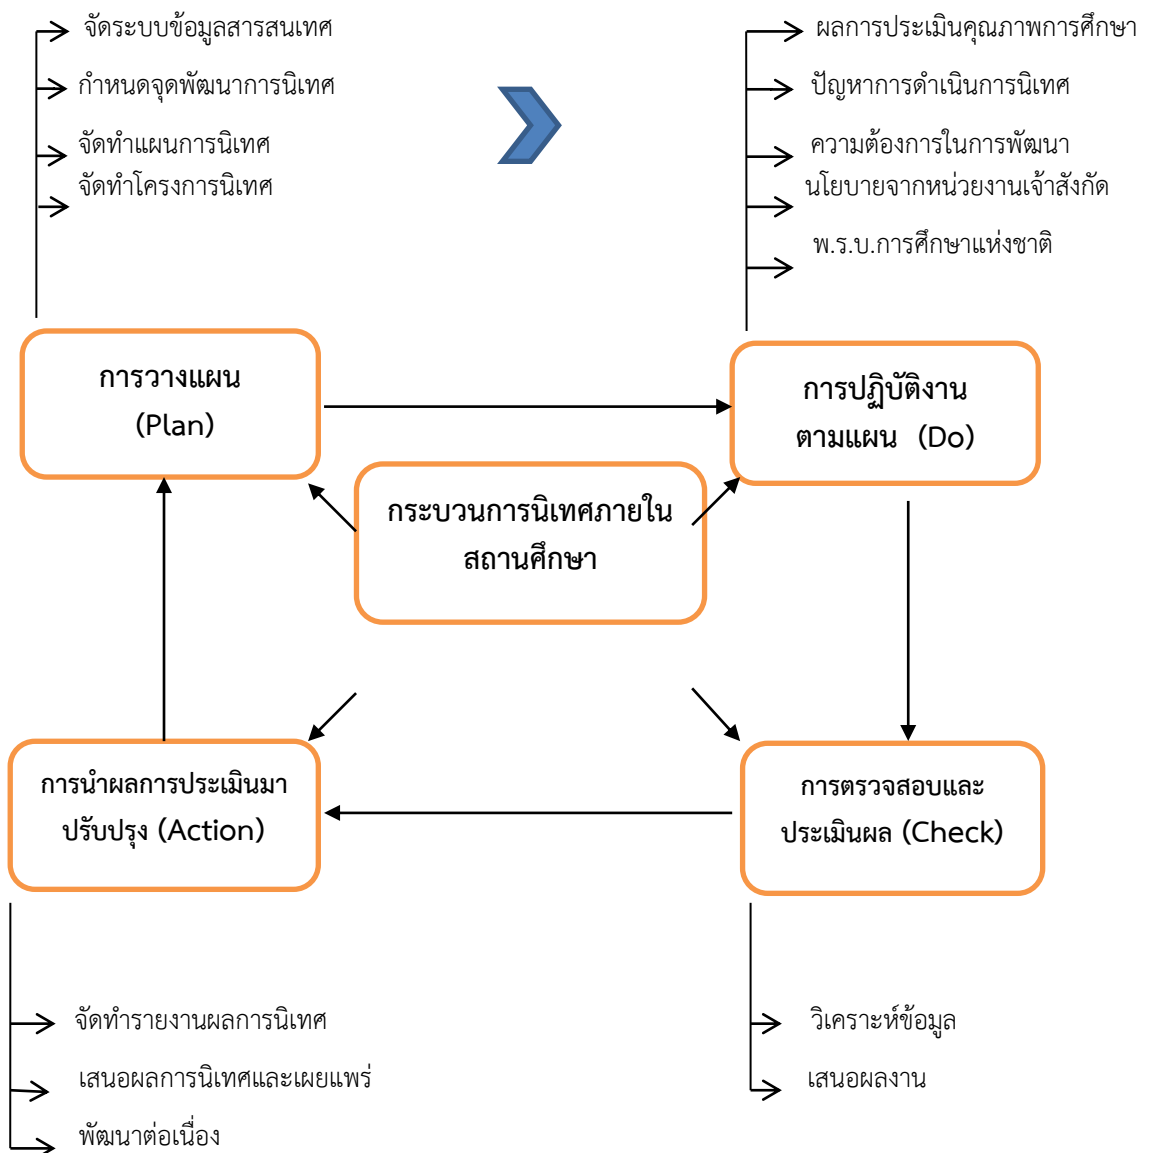 จัดระบบข้อมูลสารสนเทศ
กำหนดจุดพัฒนาการนิเทศ
จัดทำแผนการนิเทศ
จัดทำโครงการนิเทศ
ผลการประเมินคุณภาพการศึกษา
ปัญหาการดำเนินการนิเทศ
ความต้องการในการพัฒนา
นโยบายจากหน่วยงานเจ้าสังกัด
พ.ร.บ.การศึกษาแห่งชาติ
การวางแผน
(Plan)
การปฏิบัติงาน
ตามแผน (Do)
กระบวนการนิเทศภายใน
สถานศึกษา
การนำผลการประเมินมา
ปรับปรุง (Action)
การตรวจสอบและ
ประเมินผล (Check)
จัดทำรายงานผลการนิเทศ
เสนอผลการนิเทศและเผยแพร่
พัฒนาต่อเนื่อง
วิเคราะห์ข้อมูล
เสนอผลงาน